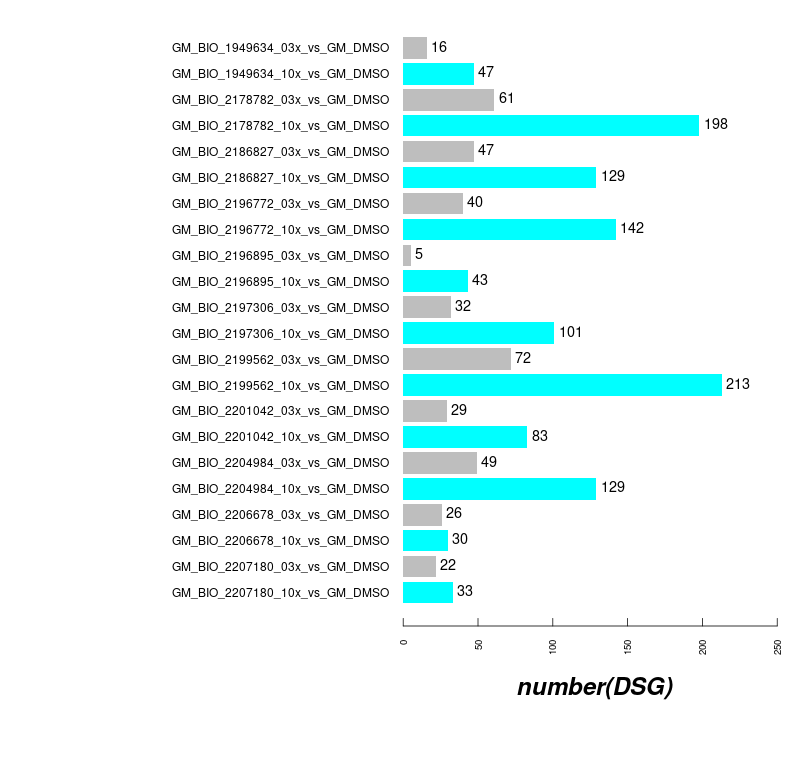 GM_BIO_1949634_03x_vs_GM_DMSO 16
GM_BIO_1949634_10x_vs_GM_DMSO 47
GM_BIO_2178782_03x_vs_GM_DMSO 61
GM_BIO_2178782_10x_vs_GM_DMSO 198
GM_BIO_2186827_03x_vs_GM_DMSO 47
GM_BIO_2186827_10x_vs_GM_DMSO 129
GM_BIO_2196772_03x_vs_GM_DMSO 40
GM_BIO_2196772_10x_vs_GM_DMSO 142
GM_BIO_2196895_03x_vs_GM_DMSO 5
GM_BIO_2196895_10x_vs_GM_DMSO 43
GM_BIO_2197306_03x_vs_GM_DMSO 32
GM_BIO_2197306_10x_vs_GM_DMSO 101
GM_BIO_2199562_03x_vs_GM_DMSO 72
GM_BIO_2199562_10x_vs_GM_DMSO 213
GM_BIO_2201042_03x_vs_GM_DMSO 29
GM_BIO_2201042_10x_vs_GM_DMSO 83
GM_BIO_2204984_03x_vs_GM_DMSO 49
GM_BIO_2204984_10x_vs_GM_DMSO 129
GM_BIO_2206678_03x_vs_GM_DMSO 26
GM_BIO_2206678_10x_vs_GM_DMSO 30
GM_BIO_2207180_03x_vs_GM_DMSO 22
GM_BIO_2207180_10x_vs_GM_DMSO 33
0 50 100 150 200 250
number(DSG)